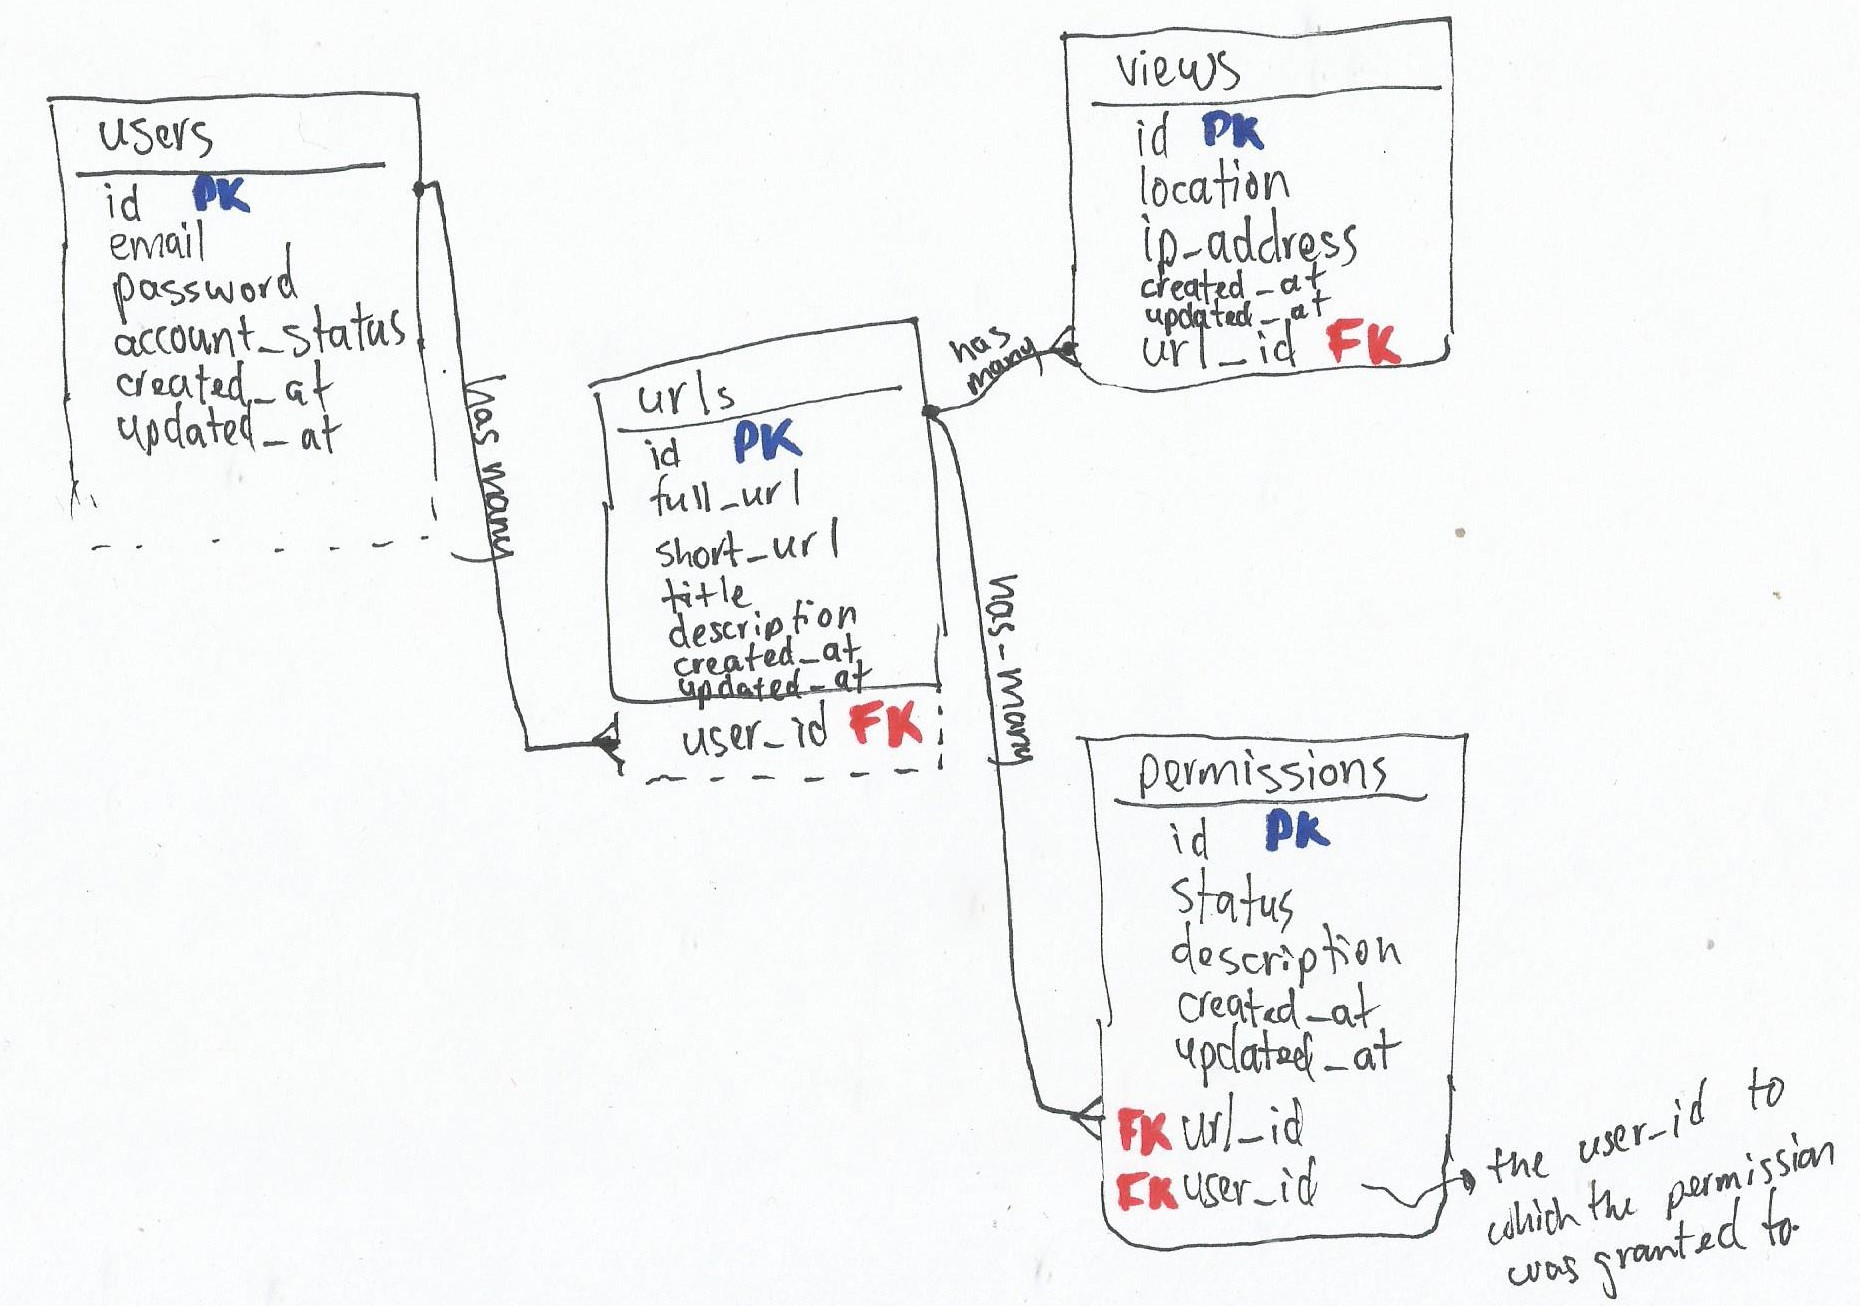 users
id PK
email
password
account_status
created_at
updated_at
has many
urls
id PK
full_url
short_url
title
description
created_at
updated_at
user_id FK
has
many
views
id PK
location
ip_address
created_at
updated_at
url_id FK
has-many
permissions
id PK
status
description
created_at
updated_at
FK url_id
FK user_id
the user_id to
which the permission
was granted to.